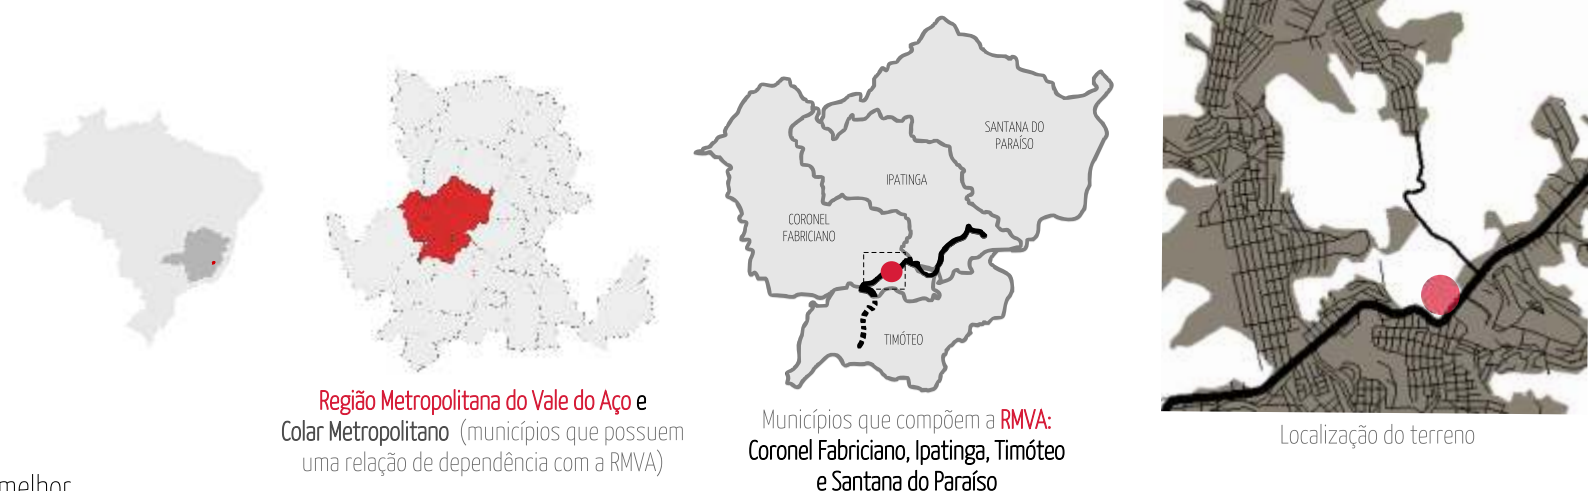 SANTANA DO
PARAÍSO
IPATINGA
CORONEL
FABRICIANO
TIMÓTEO
Região Metropolitana do Vale do Aço e
Colar Metropolitano (municípios que possuem
uma relação de dependência com a RMVA)
Municípios que compõem a RMVA:
Coronel Fabriciano, Ipatinga, Timóteo
e Santana do Paraíso
Localização do terreno
melhor